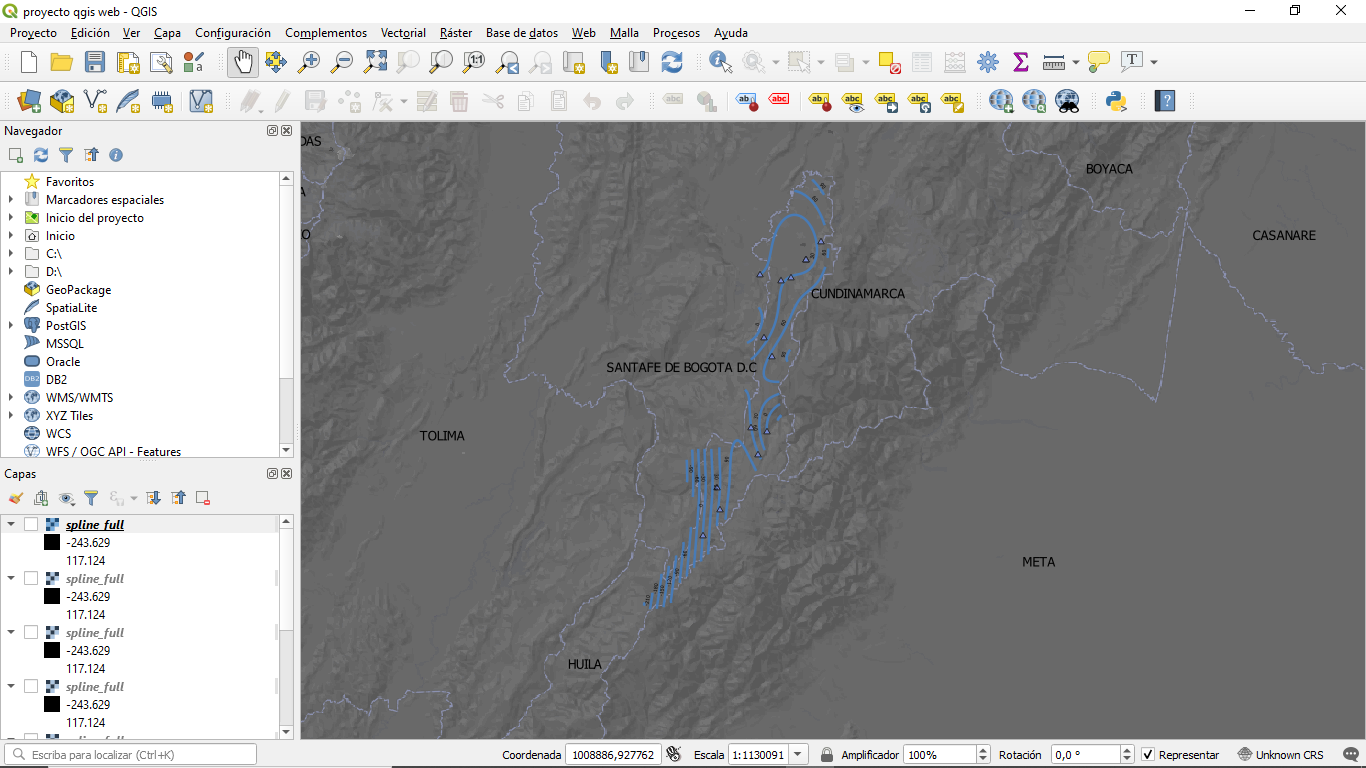 proyecto qgis web - QGIS
Proyecto Edición Ver Capa Configuración Complementos Vectorial Ráster Base de datos Web Malla Procesos Ayuda
Navegador
Favoritos
Marcadores espaciales
Inicio del proyecto
Inicio
C:\
D:\
GeoPackage
SpatiaLite
PostGIS
MSSQL
Oracle
DB2 DB2
WMS/WMTS
XYZ Tiles
WCS
WFS / OGC API - Features
Capas
spline_full
-243.629
117.124
spline_full
-243.629
117.124
spline_full
-243.629
117.124
spline_full
-243.629
117.124
BOYACA
CASANARE
CUNDINAMARCA
SANTAFE DE BOGOTA D.C
TOLIMA
META
HUILA
Escriba para localizar (Ctrl+K)
Coordenada 1008886,927762 Escala 1:1130091 Amplificador 100% Rotación 0,0 ° Representar Unknown CRS